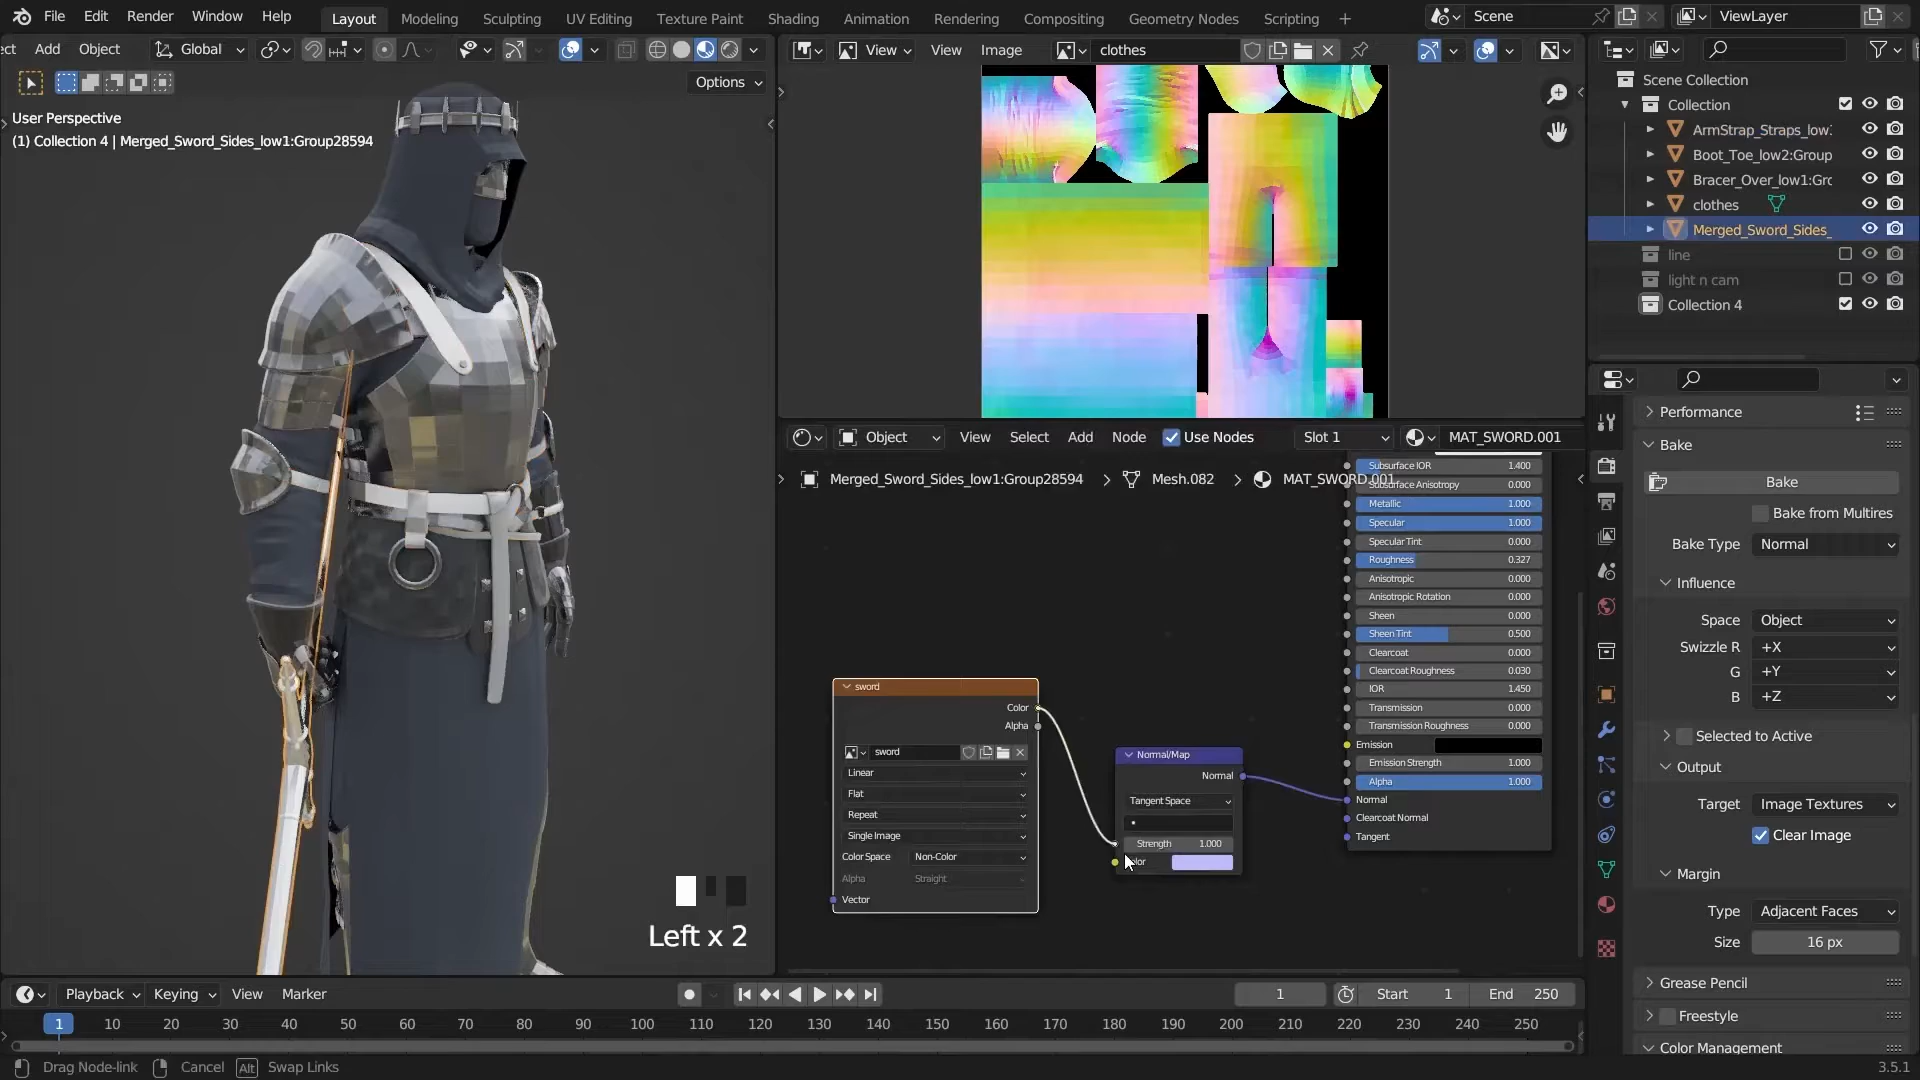 File Edit Render Window Help Layout Modeling Sculpting UV Editing Texture Paint Shading Animation Rendering Compositing Geometry Nodes Scripting + Scene ViewLayer
ect Add Object Global View View Image clothes
Options
User Perspective
(1) Collection 4 | Merged_Sword_Sides_low1:Group28594
Scene Collection
Collection
ArmStrap_Straps_low1
Boot_Toe_low2:Group
Bracer_Over_low1:Gro
clothes
Merged_Sword_Sides_
line
light n cam
Collection 4
Object View Select Add Node Use Nodes Slot 1 MAT_SWORD.001
Merged_Sword_Sides_low1:Group28594 > Mesh.082 > MAT_SWORD.001
Subsurface IOR 1.400
Subsurface Anisotropy 0.000
Metallic 1.000
Specular 1.000
Specular Tint 0.000
Roughness 0.327
Anisotropic 0.000
Anisotropic Rotation 0.000
Sheen 0.000
Sheen Tint 0.500
Clearcoat 0.000
Clearcoat Roughness 0.030
IOR 1.450
Transmission 0.000
Transmission Roughness 0.000
Emission
Emission Strength 1.000
Alpha 1.000
Normal
Clearcoat Normal
Tangent
sword
Color
Alpha
sword
Linear
Flat
Repeat
Single Image
Color Space Non-Color
Alpha Straight
Vector
Normal/Map
Normal
Tangent Space
Strength 1.000
Left x 2
Performance
Bake
Bake
Bake from Multires
Bake Type Normal
Influence
Space Object
Swizzle R +X
G +Y
B +Z
Selected to Active
Output
Target Image Textures
Clear Image
Margin
Type Adjacent Faces
Size 16 px
Grease Pencil
Freestyle
Color Management
Playback Keying View Marker 1 Start 1 End 250
1 10 20 30 40 50 60 70 80 90 100 110 120 130 140 150 160 170 180 190 200 210 220 230 240 250
Drag Node-link Cancel Alt Swap Links 3.5.1